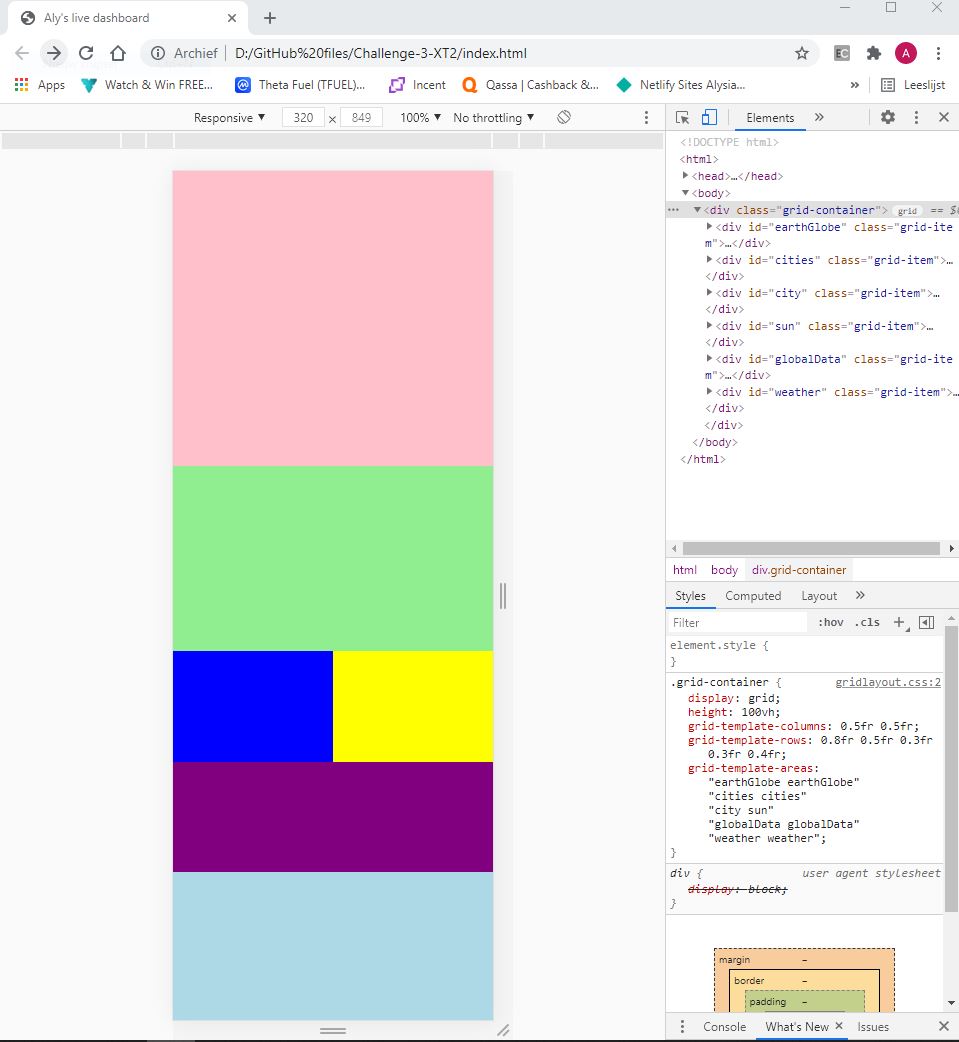 Aly's live dashboard
Archief D:/GitHub%20files/Challenge-3-XT2/index.html EC A
Apps Watch & Win FREE... Theta Fuel (TFUEL)... Incent Qassa | Cashback &... Netlify Sites Alysia... » Leeslijst
Responsive ▼ 320 × 849 100% ▼ No throttling ▼ Elements »
<!DOCTYPE html>
<html>
▶<head>…</head>
▼<body>
… ▼<div class="grid-container"> grid == $
▶<div id="earthGlobe" class="grid-ite
m">…</div>
▶<div id="cities" class="grid-item">…
</div>
▶<div id="city" class="grid-item">…
</div>
▶<div id="sun" class="grid-item">…
</div>
▶<div id="globalData" class="grid-ite
m">…</div>
▶<div id="weather" class="grid-item">…
</div>
</div>
</body>
</html>
html body div.grid-container
Styles Computed Layout »
Filter :hov .cls +
element.style {
}
.grid-container { gridlayout.css:2
display: grid;
height: 100vh;
grid-template-columns: 0.5fr 0.5fr;
grid-template-rows: 0.8fr 0.5fr 0.3fr
0.3fr 0.4fr;
grid-template-areas:
"earthGlobe earthGlobe"
"cities cities"
"city sun"
"globalData globalData"
"weather weather";
}
div { user agent stylesheet
display: block;
}
margin –
border –
padding –
Console What's New × Issues